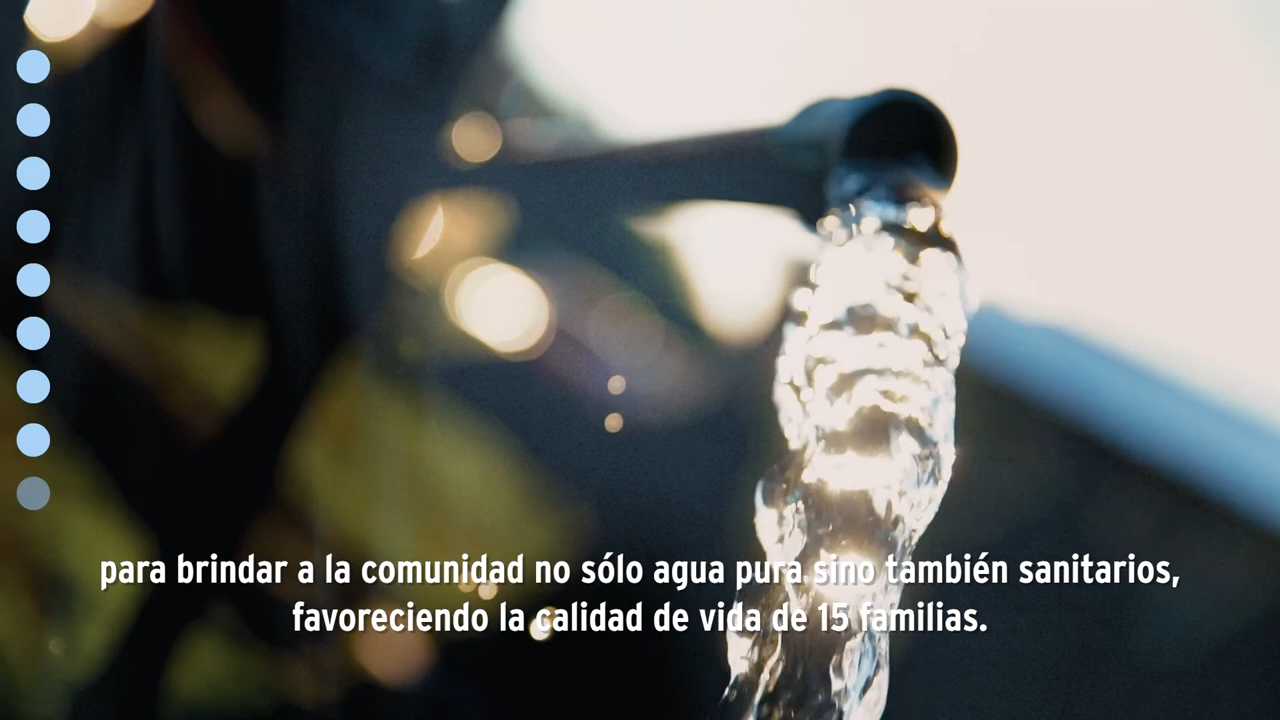 para brindar a la comunidad no sólo agua pura sino también sanitarios,
favoreciendo la calidad de vida de 15 familias.